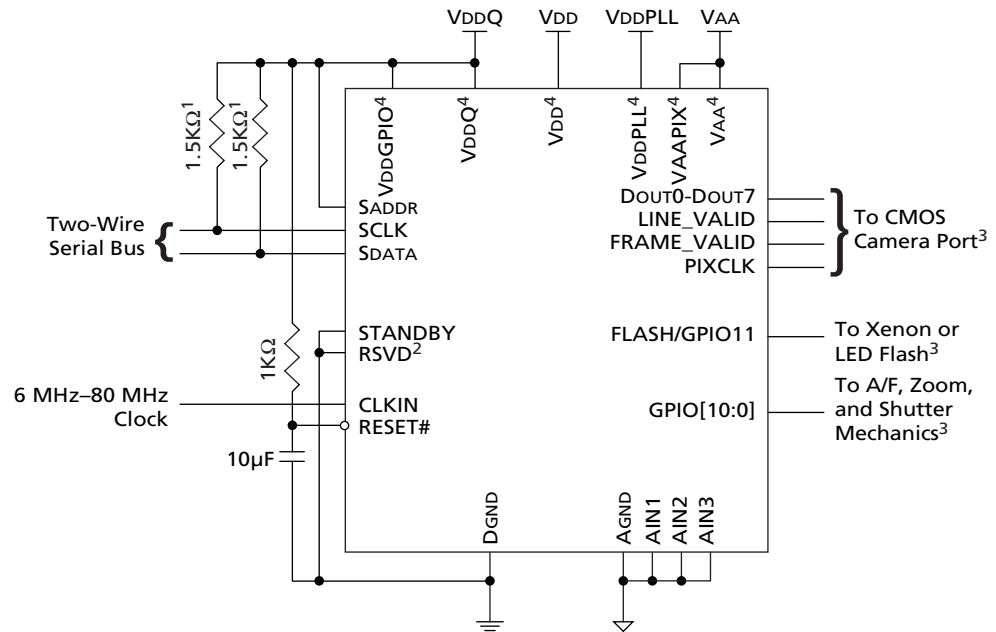 VDDQ
VDD
VDDPLL
VAA
1.5KΩ1
1.5KΩ1
VDDGPIO4
VDDQ4
VDD4
VDDPLL4
VAAPIX4
VAA4
SADDR
SCLK
SDATA
Two-Wire
Serial Bus
DOUT0-DOUT7
LINE_VALID
FRAME_VALID
PIXCLK
To CMOS
Camera Port3
1KΩ
STANDBY
RSVD2
FLASH/GPIO11
To Xenon or
LED Flash3
6 MHz–80 MHz
Clock
CLKIN
RESET#
GPIO[10:0]
To A/F, Zoom,
and Shutter
Mechanics3
10µF
DGND
AGND
AIN1
AIN2
AIN3